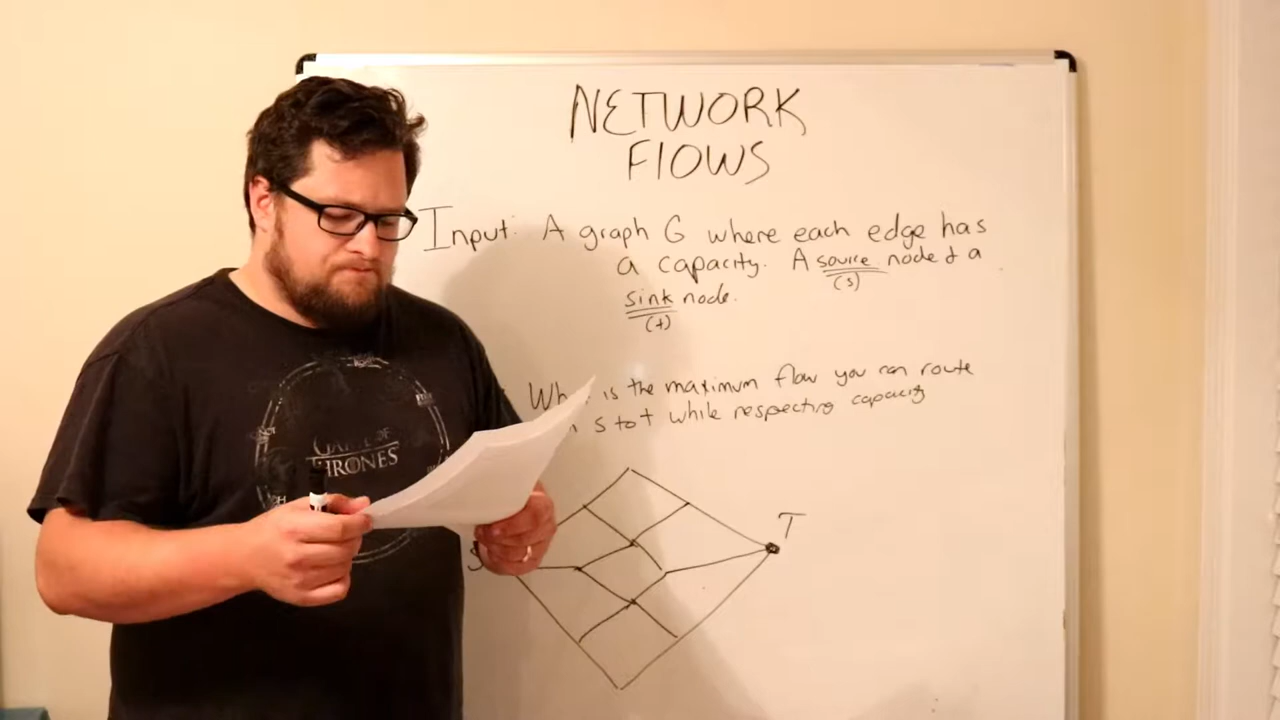 NETWORK
FLOWS
Input: A graph G where each edge has
a capacity. A source node & a
(s)
sink node.
(t)
is the maximum flow you can route
s to t while respecting capacity
T
S
GAME OF
THRONES